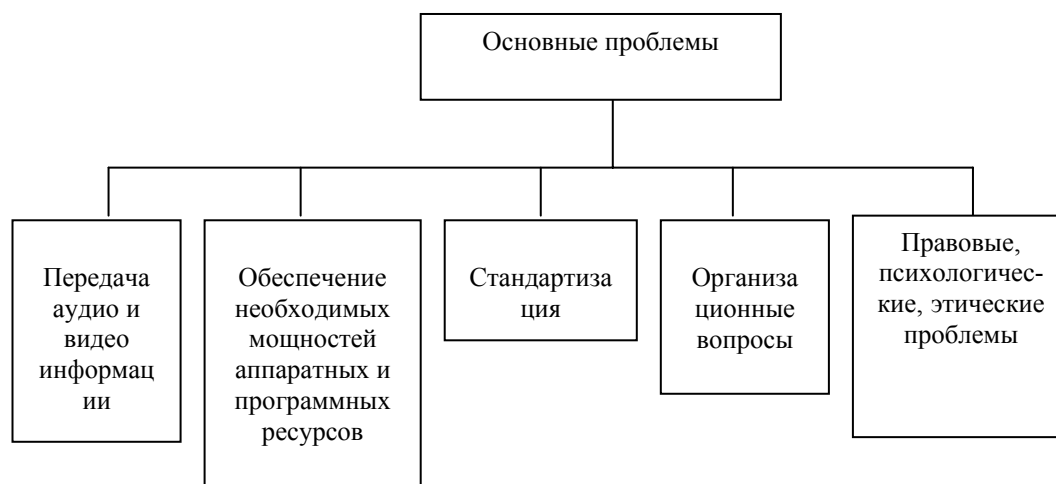 Основные проблемы
Передача
аудио и
видео
информац
ии
Обеспечение
необходимых
мощностей
аппаратных и
программных
ресурсов
Стандартиза
ция
Организа
ционные
вопросы
Правовые,
психологичес-
кие, этические
проблемы